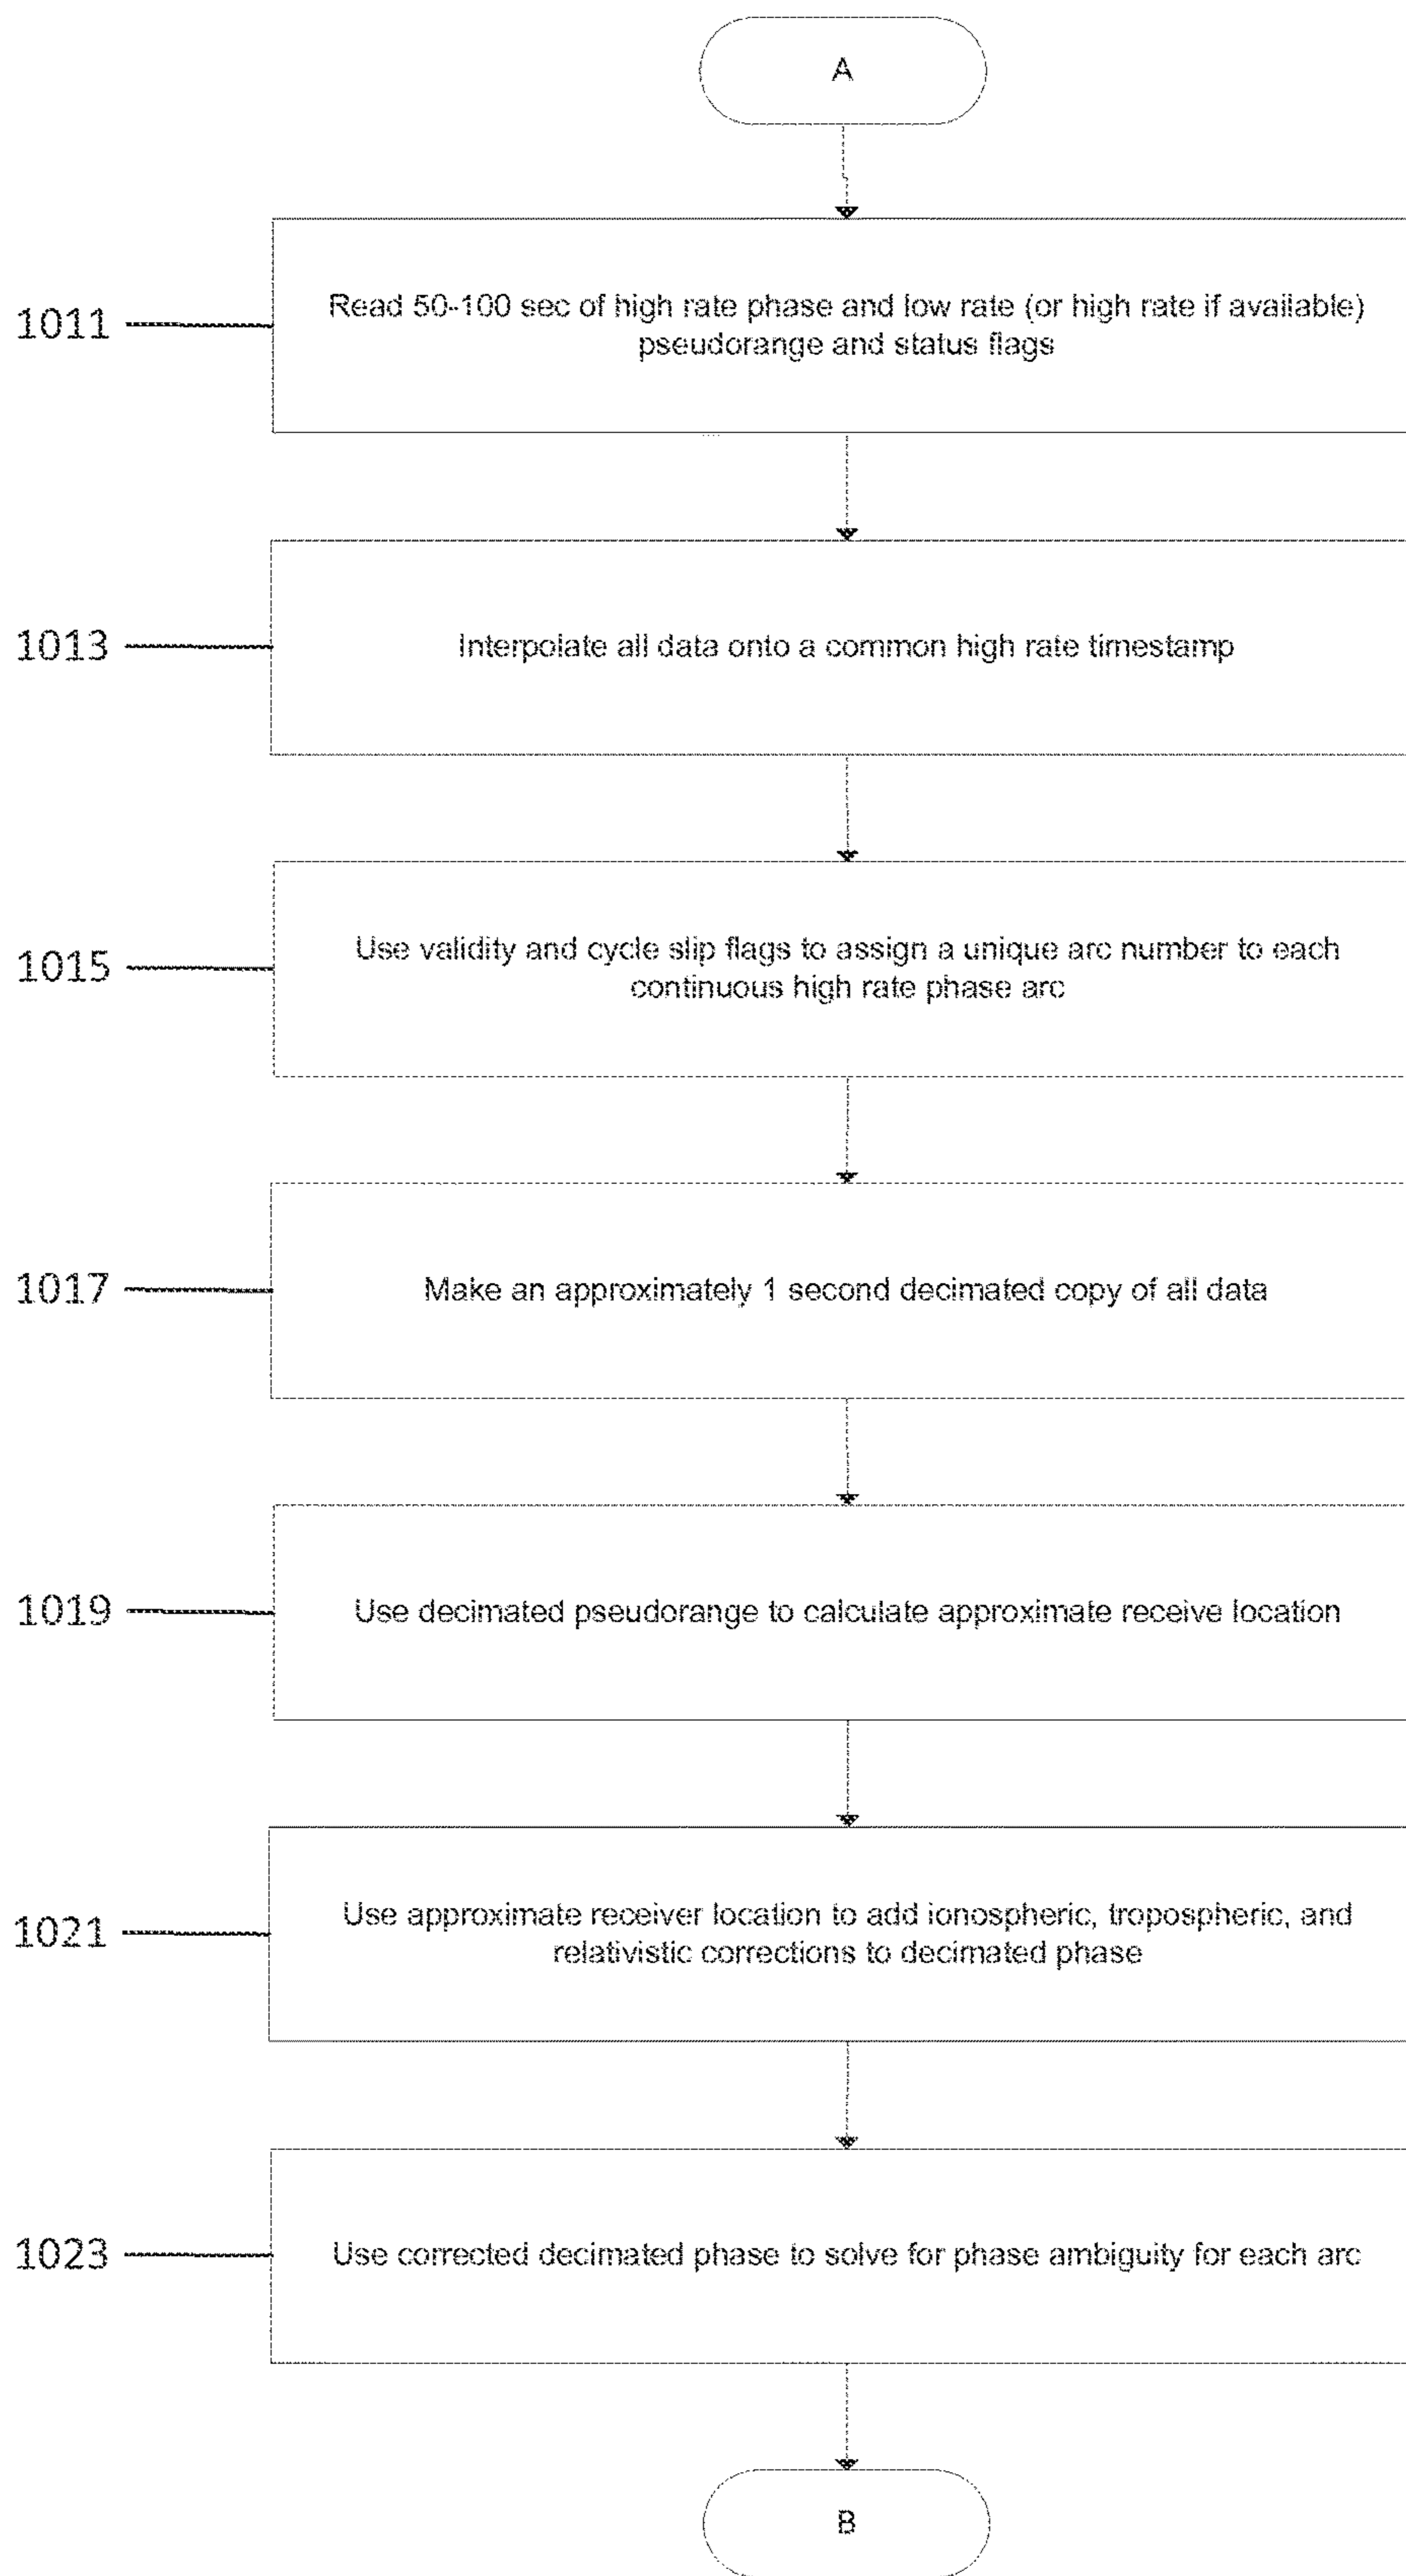 A
1011
Read 50-100 sec of high rate phase and low rate (or high rate if available)
pseudorange and status flags
1013
Interpolate all data onto a common high rate timestamp
1015
Use validity and cycle slip flags to assign a unique arc number to each
continuous high rate phase arc
1017
Make an approximately 1 second decimated copy of all data
1019
Use decimated pseudorange to calculate approximate receive location
1021
Use approximate receiver location to add ionospheric, tropospheric, and
relativistic corrections to decimated phase
1023
Use corrected decimated phase to solve for phase ambiguity for each arc
B